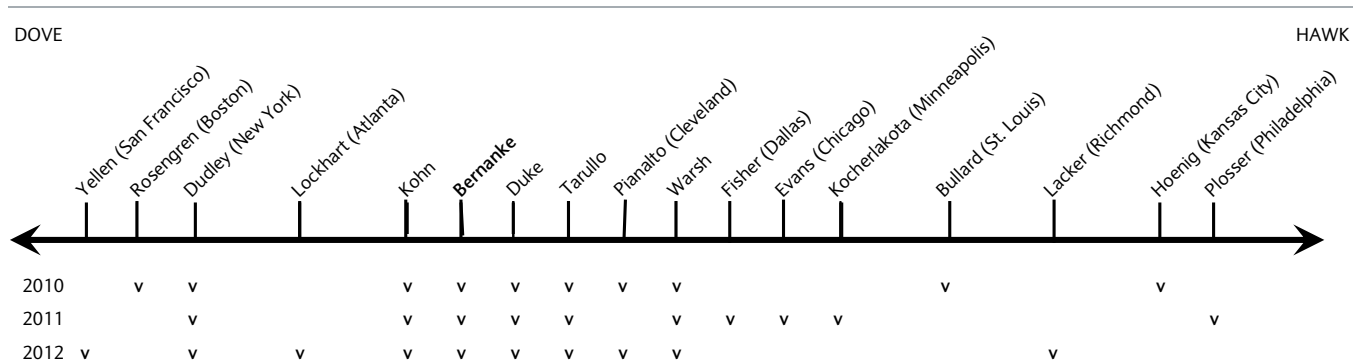 DOVE
HAWK
Yellen (San Francisco)
Rosengren (Boston)
Dudley (New York)
Lockhart (Atlanta)
Kohn
Bernanke
Duke
Tarullo
Pianalto (Cleveland)
Warsh
Fisher (Dallas)
Evans (Chicago)
Kocherlakota (Minneapolis)
Bullard (St. Louis)
Lacker (Richmond)
Hoenig (Kansas City)
Plosser (Philadelphia)
2010 v v v v v v v v v v
2011 v v v v v v v v v v
2012 v v v v v v v v v v